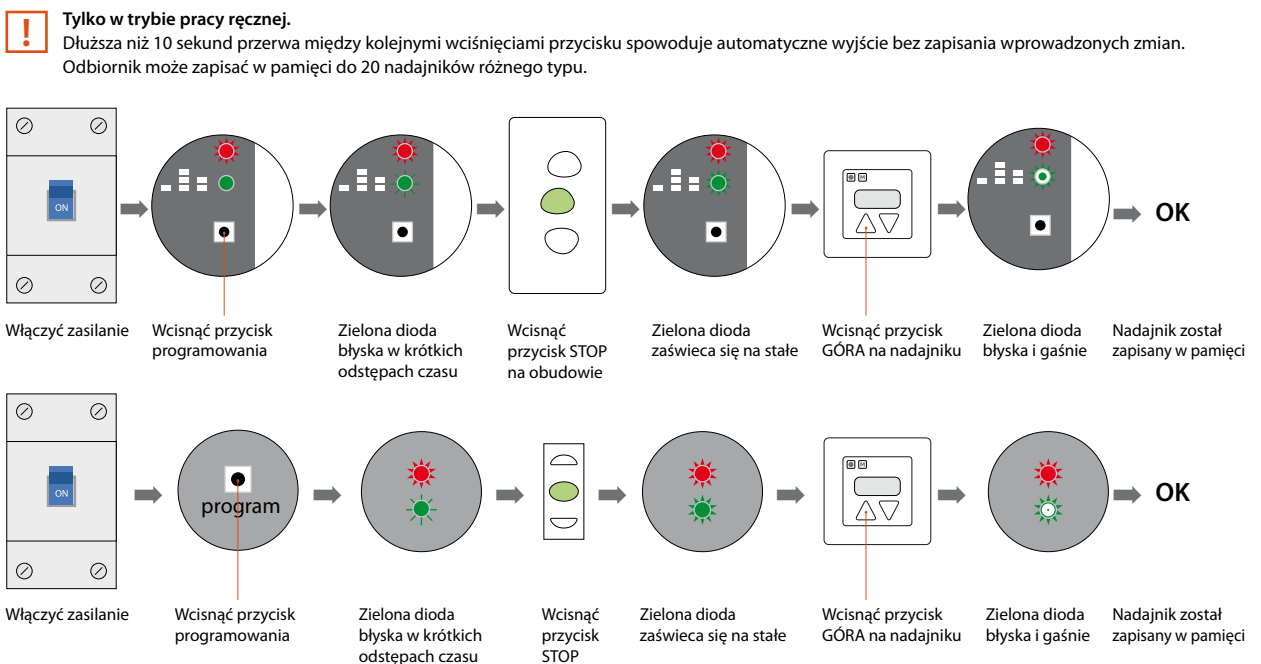 !
Tylko w trybie pracy ręcznej.
Dłuższa niż 10 sekund przerwa między kolejnymi wciśnięciami przycisku spowoduje automatyczne wyjście bez zapisania wprowadzonych zmian.
Odbiornik może zapisać w pamięci do 20 nadajników różnego typu.
ON
M
OK
Włączyć zasilanie
Wcisnąć przycisk
programowania
Zielona dioda
błyska w krótkich
odstępach czasu
Wcisnąć
przycisk STOP
na obudowie
Zielona dioda
zaświeca się na stałe
Wcisnąć przycisk
GÓRA na nadajniku
Zielona dioda
błyska i gaśnie
Nadajnik został
zapisany w pamięci
ON
program
M
OK
Włączyć zasilanie
Wcisnąć przycisk
programowania
Zielona dioda
błyska w krótkich
odstępach czasu
Wcisnąć
przycisk
STOP
Zielona dioda
zaświeca się na stałe
Wcisnąć przycisk
GÓRA na nadajniku
Zielona dioda
błyska i gaśnie
Nadajnik został
zapisany w pamięci